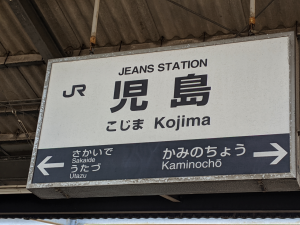 JEANS STATION
JR
児島
こじま Kojima
さかいで
Sakaide
うたづ
Utazu
かみのちょう
Kaminochō